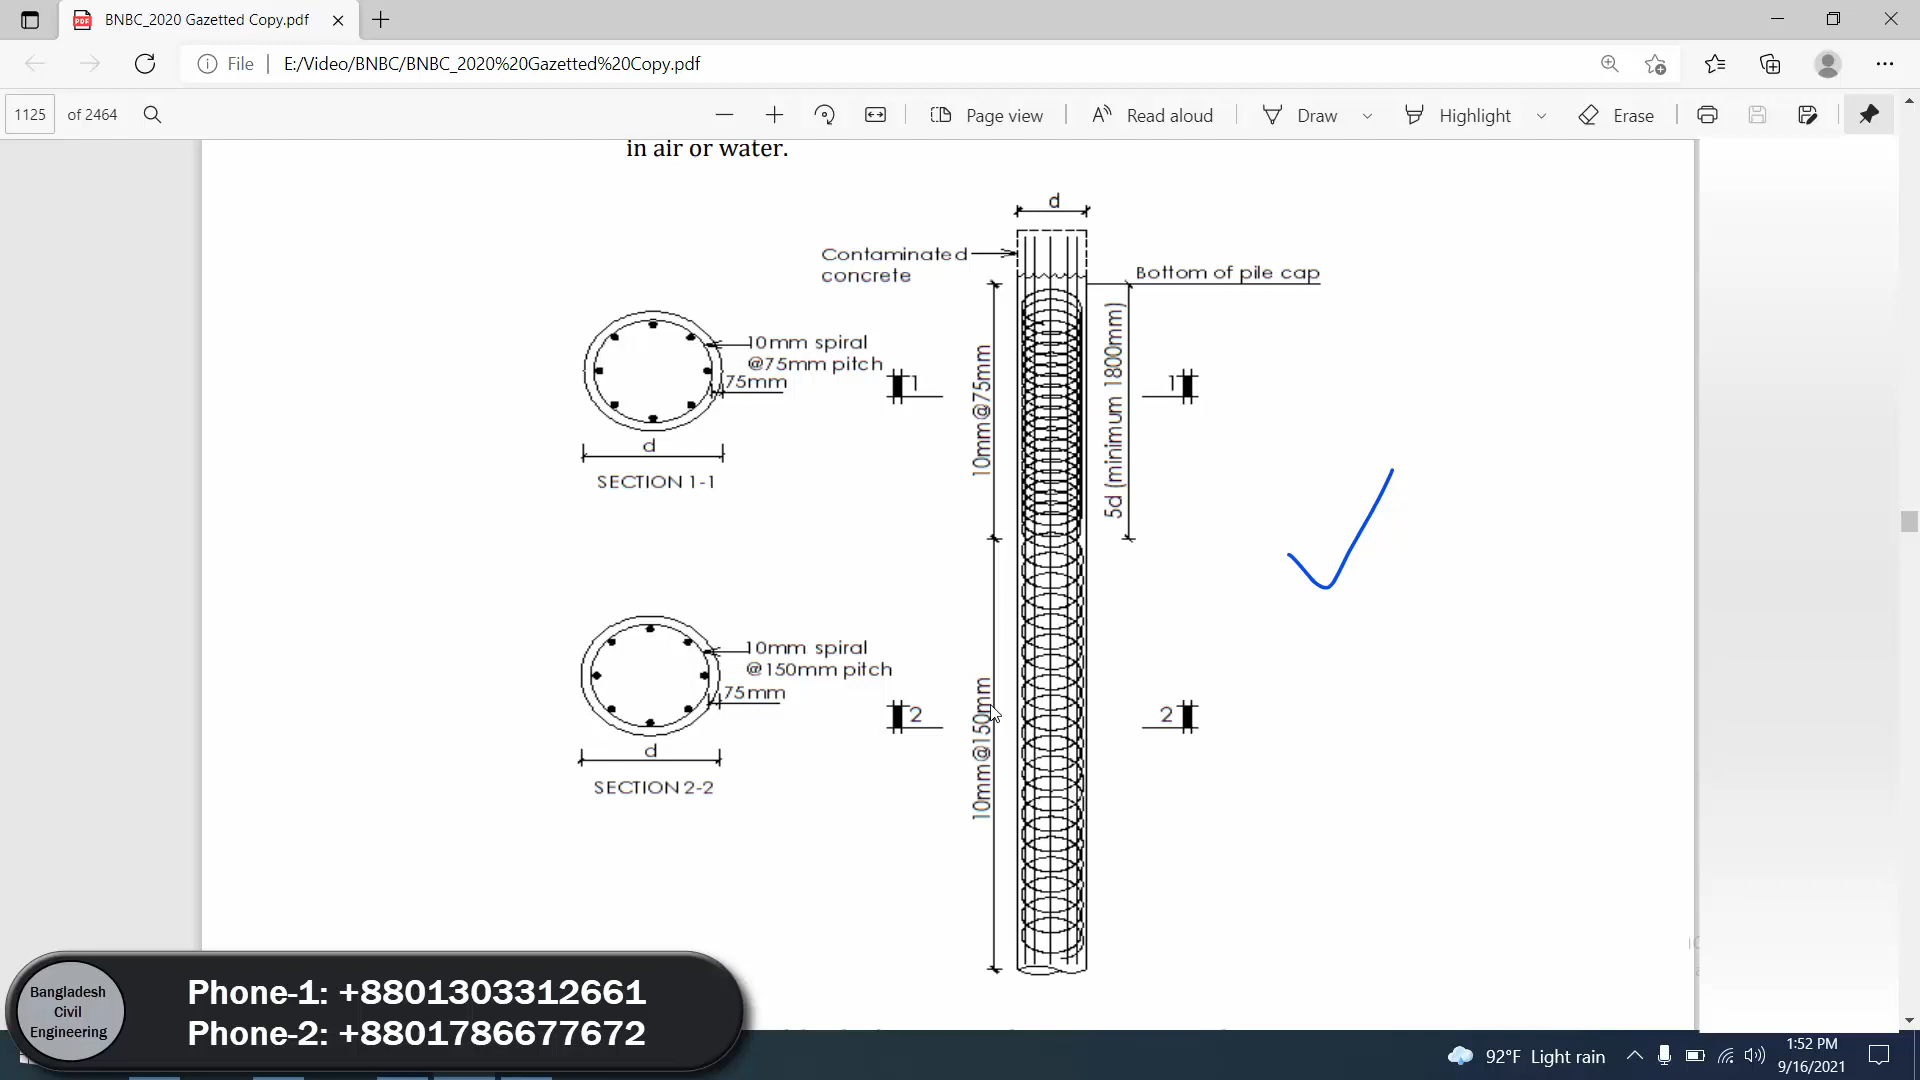 BNBC_2020 Gazetted Copy.pdf
File
E:/Video/BNBC/BNBC_2020%20Gazetted%20Copy.pdf
1125 of 2464
Page view
Read aloud
Draw
Highlight
Erase
in air or water.
d
Contaminated
concrete
Bottom of pile cap
10mm spiral
@75mm pitch
75mm
d
SECTION 1-1
1
10mm@75mm
5d (minimum 1800mm)
1
10mm spiral
@150mm pitch
75mm
d
SECTION 2-2
2
10mm@150mm
2
Bangladesh
Civil
Engineering
Phone-1: +8801303312661
Phone-2: +8801786677672
92°F Light rain
1:52 PM
9/16/2021